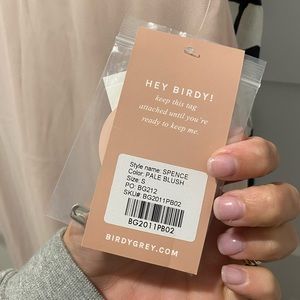 HEY BIRDY!
keep this tag
attached until you're
ready to keep me.
Style name: SPENCE
Color: PALE BLUSH
Size: S
PO: BG212
SKU# BG2011PB02
BG2011PB02
BIRDYGREY.COM